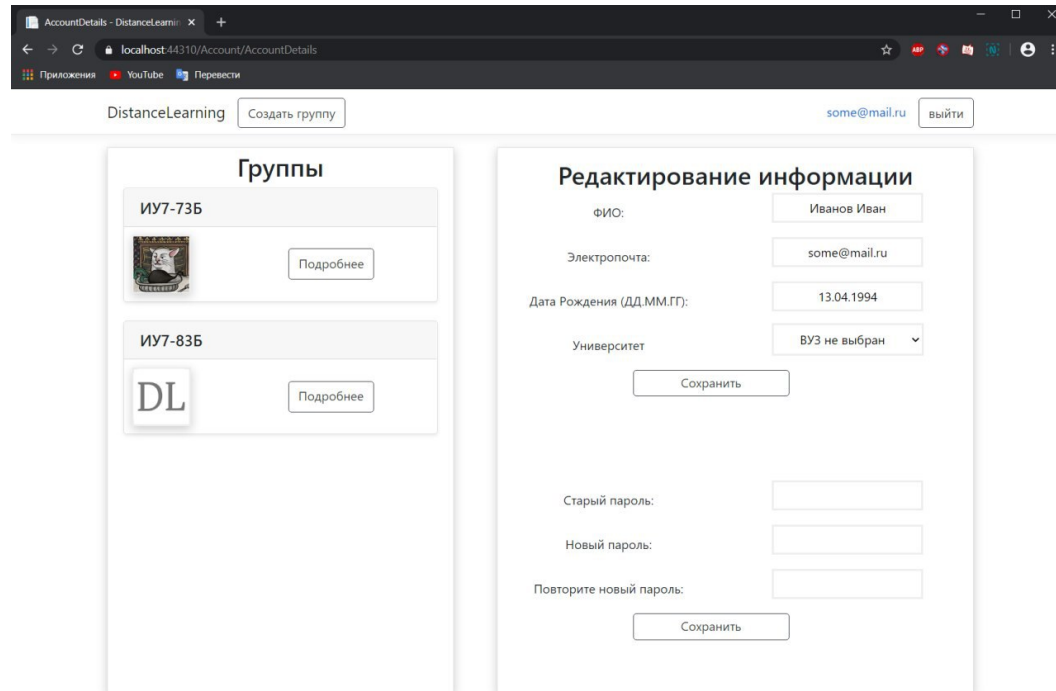 AccountDetails - DistanceLearnin
localhost:44310/Account/AccountDetails
ABP
Приложения YouTube Перевести
DistanceLearning Создать группу some@mail.ru выйти
Группы
ИУ7-73Б
Подробнее
ИУ7-83Б
DL Подробнее
Редактирование информации
ФИО: Иванов Иван
Электропочта: some@mail.ru
Дата Рождения (ДД.ММ.ГГ): 13.04.1994
Университет ВУЗ не выбран
Сохранить
Старый пароль:
Новый пароль:
Повторите новый пароль:
Сохранить